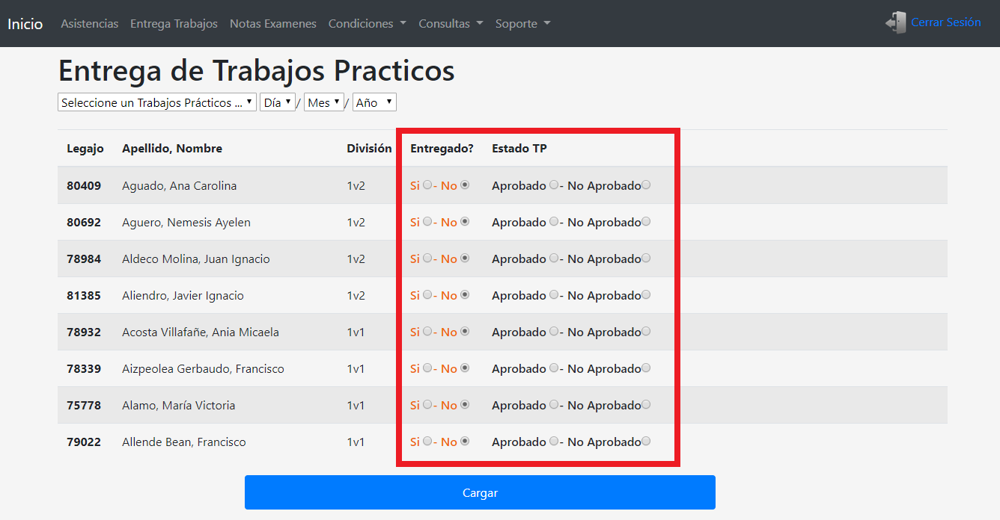 Inicio Asistencias Entrega Trabajos Notas Examenes Condiciones Consultas Soporte Cerrar Sesión
Entrega de Trabajos Practicos
Seleccione un Trabajos Prácticos ... Día / Mes / Año
Legajo Apellido, Nombre División Entregado? Estado TP
80409 Aguado, Ana Carolina 1v2 Si - No Aprobado - No Aprobado
80692 Aguero, Nemesis Ayelen 1v2 Si - No Aprobado - No Aprobado
78984 Aldeco Molina, Juan Ignacio 1v2 Si - No Aprobado - No Aprobado
81385 Aliendro, Javier Ignacio 1v2 Si - No Aprobado - No Aprobado
78932 Acosta Villafañe, Ania Micaela 1v1 Si - No Aprobado - No Aprobado
78339 Aizpeolea Gerbaudo, Francisco 1v1 Si - No Aprobado - No Aprobado
75778 Alamo, María Victoria 1v1 Si - No Aprobado - No Aprobado
79022 Allende Bean, Francisco 1v1 Si - No Aprobado - No Aprobado
Cargar